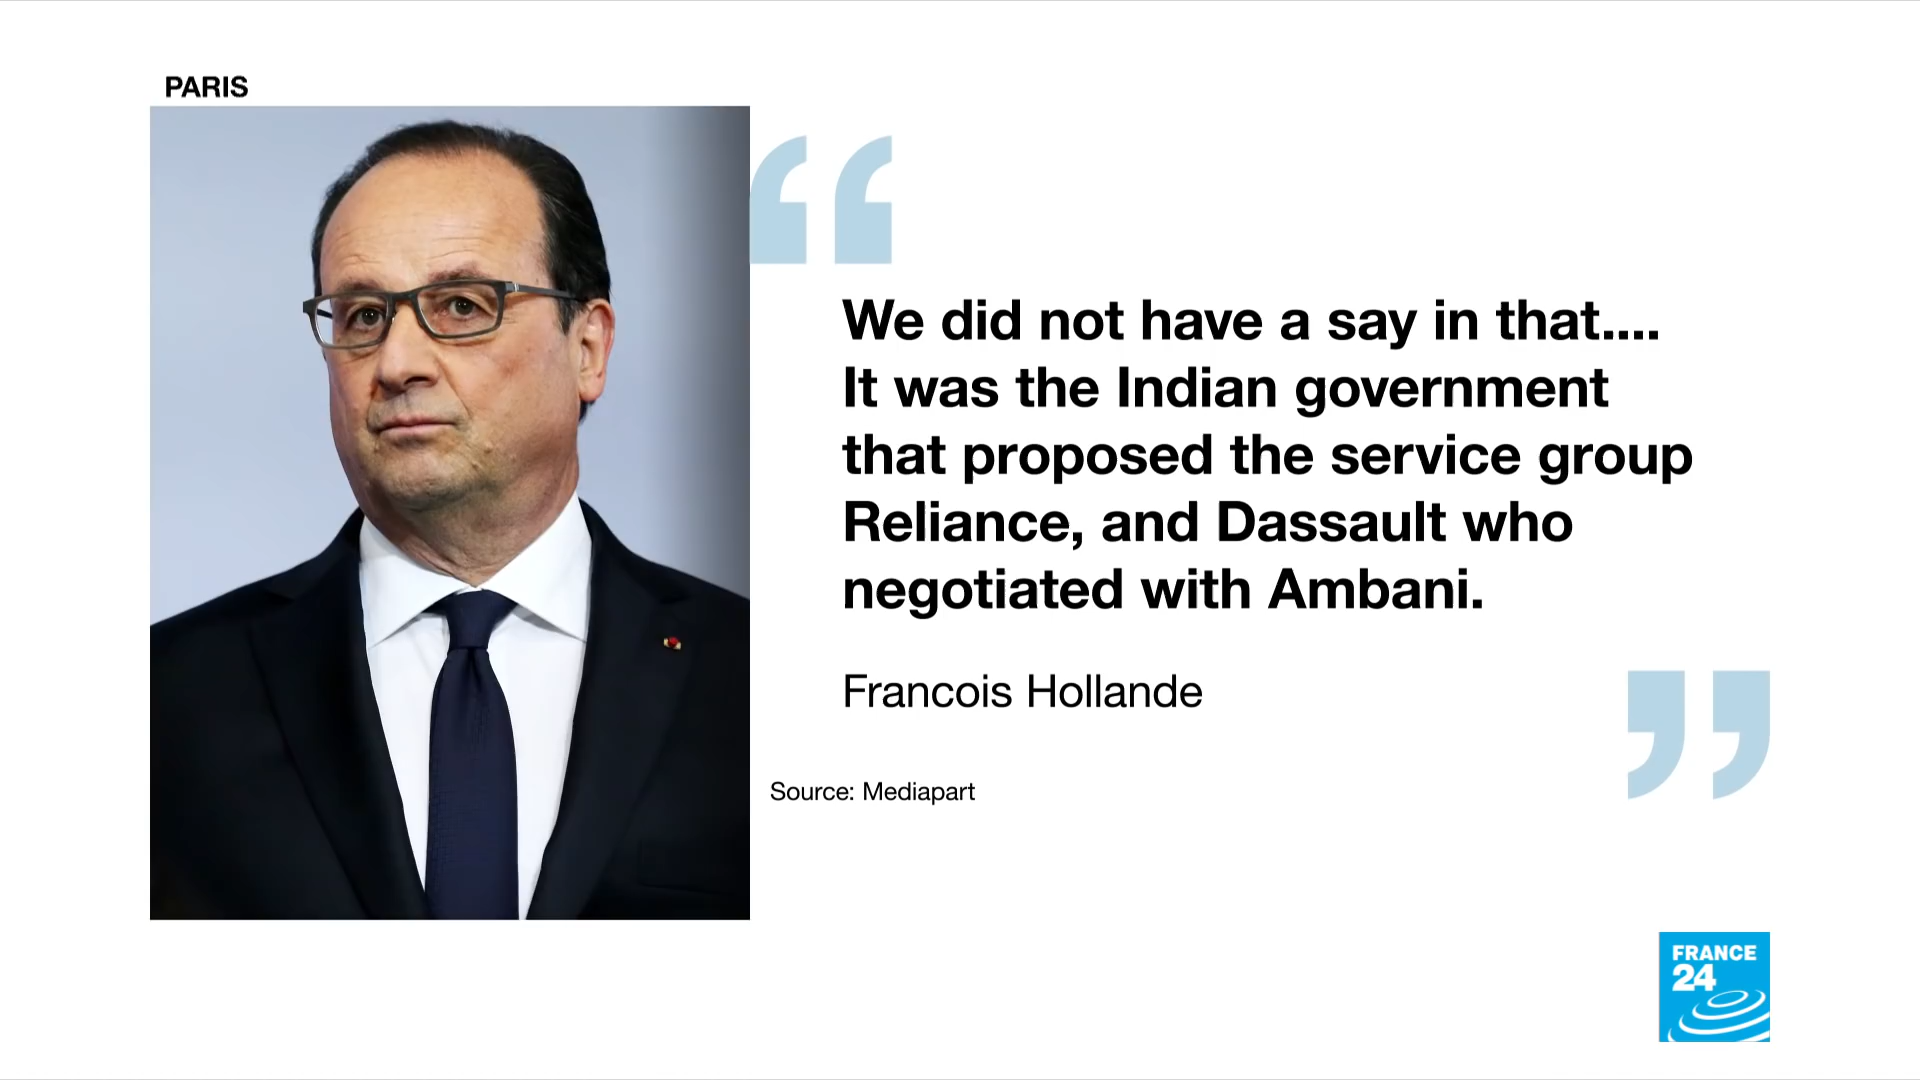 PARIS
We did not have a say in that....
It was the Indian government
that proposed the service group
Reliance, and Dassault who
negotiated with Ambani.
Francois Hollande
Source: Mediapart
FRANCE
24